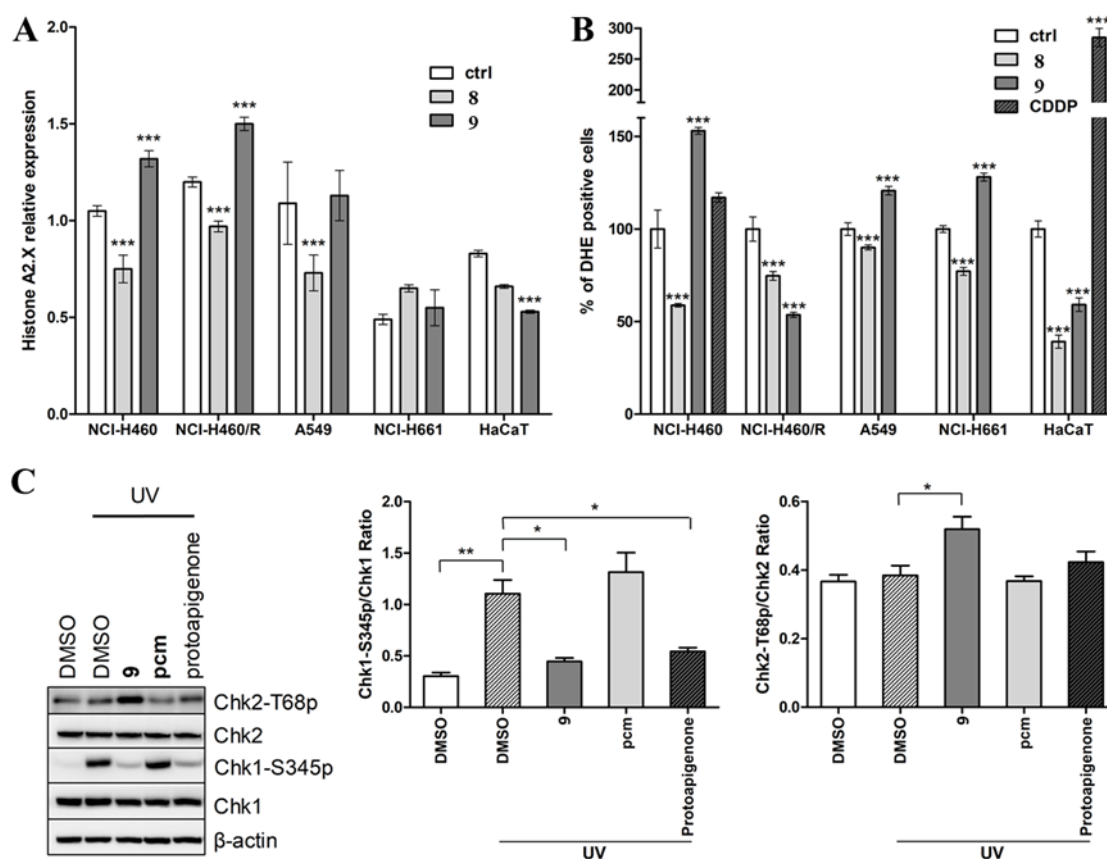 A
Histone A2.X relative expression
2.0
1.5
1.0
0.5
0.0
ctrl
8
9
***
***
***
***
***
***
NCI-H460
NCI-H460/R
A549
NCI-H661
HaCaT
B
% of DHE positive cells
300
250
200
150
100
50
0
ctrl
8
9
CDDP
***
***
***
***
***
***
***
***
***
***
***
NCI-H460
NCI-H460/R
A549
NCI-H661
HaCaT
C
UV
DMSO
DMSO
9
pcm
protoapigenone
Chk2-T68p
Chk2
Chk1-S345p
Chk1
β-actin
Chk1-S345p/Chk1 Ratio
2.0
1.5
1.0
0.5
0.0
**
*
*
DMSO
DMSO
9
pcm
Protoapigenone
UV
Chk2-T68p/Chk2 Ratio
0.6
0.4
0.2
0.0
*
DMSO
DMSO
9
pcm
Protoapigenone
UV